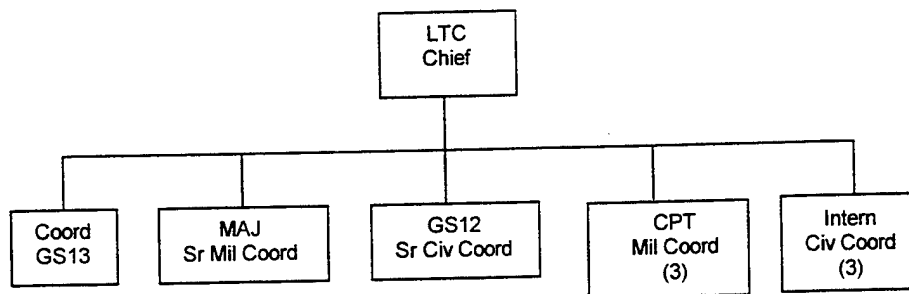 LTC
Chief
Coord
GS13
MAJ
Sr Mil Coord
GS12
Sr Civ Coord
CPT
Mil Coord
(3)
Intern
Civ Coord
(3)